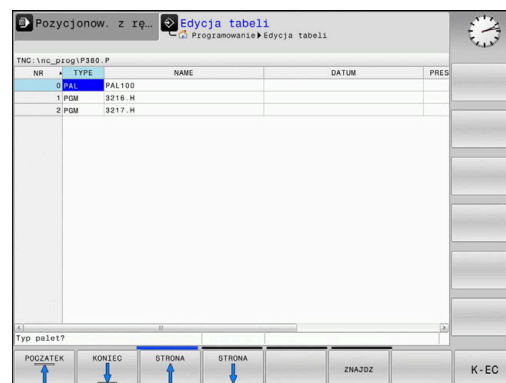 Pozycjonow. z rę...
Edycja tabeli
Programowanie Edycja tabeli
TNC:\nc_prog\P380.P
NR TYPE NAME DATUM PRES
0 PAL PAL100
1 PGM 3216.H
2 PGM 3217.H
Typ palet?
POCZATEK KONIEC STRONA STRONA ZNAJDZ K-EC